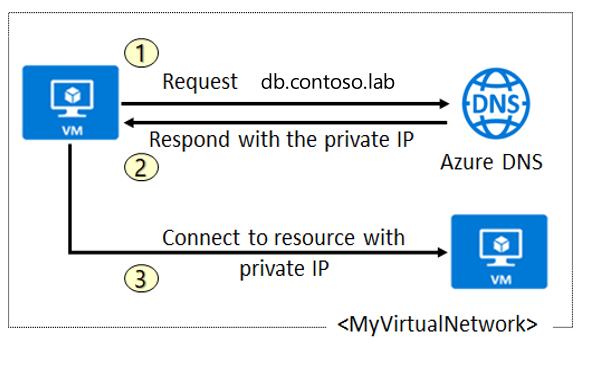 1
Request db.contoso.lab
VM
DNS
Respond with the private IP
2
Azure DNS
Connect to resource with
private IP
3
VM
<MyVirtualNetwork>